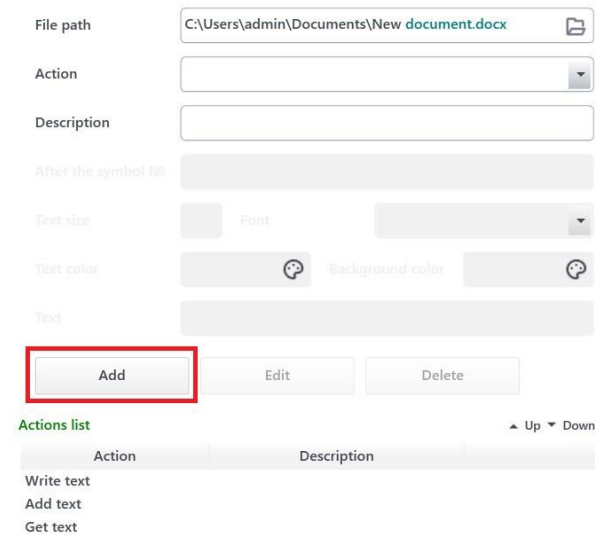 File path C:\Users\admin\Documents\New document.docx
Action
Description
After the symbol №
Text size Font
Text color Background color
Text
Add Edit Delete
Actions list Up Down
Action Description
Write text
Add text
Get text